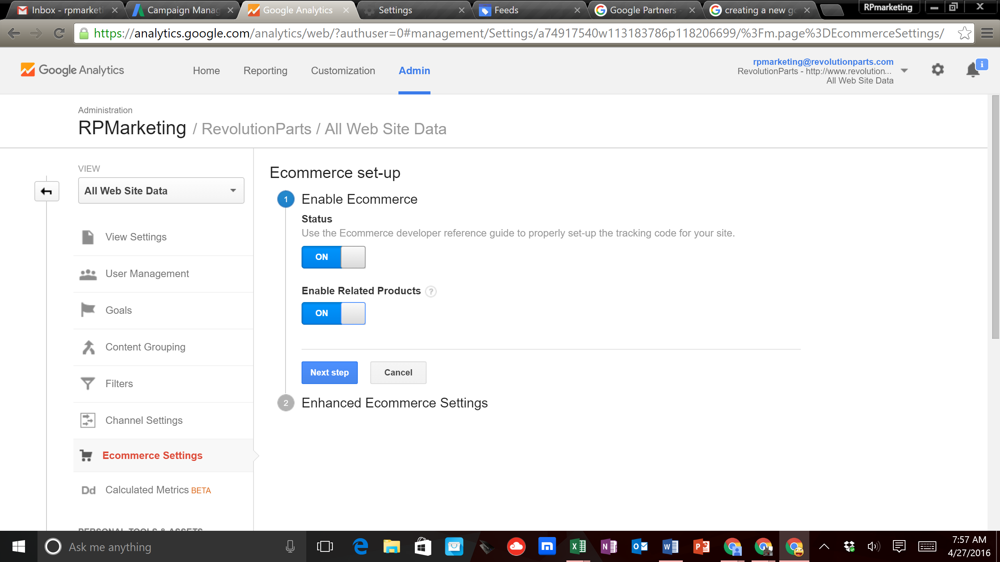 Inbox - rpmarketi
Campaign Manag
Google Analytics
Settings
Feeds
Google Partners -
creating a new go
RPmarketing
https://analytics.google.com/analytics/web/?authuser=0#management/Settings/a74917540w113183786p118206699/%3Fm.page%3DEcommerceSettings/
Google Analytics
Home
Reporting
Customization
Admin
rpmarketing@revolutionparts.com
RevolutionParts - http://www.revolution...
All Web Site Data
i
Administration
RPMarketing / RevolutionParts / All Web Site Data
VIEW
All Web Site Data
View Settings
User Management
Goals
Content Grouping
Filters
Channel Settings
Ecommerce Settings
Dd Calculated Metrics BETA
PERSONAL TOOLS & ASSETS
Ecommerce set-up
1 Enable Ecommerce
Status
Use the Ecommerce developer reference guide to properly set-up the tracking code for your site.
ON
Enable Related Products ?
ON
Next step
Cancel
2 Enhanced Ecommerce Settings
Ask me anything
7:57 AM
4/27/2016